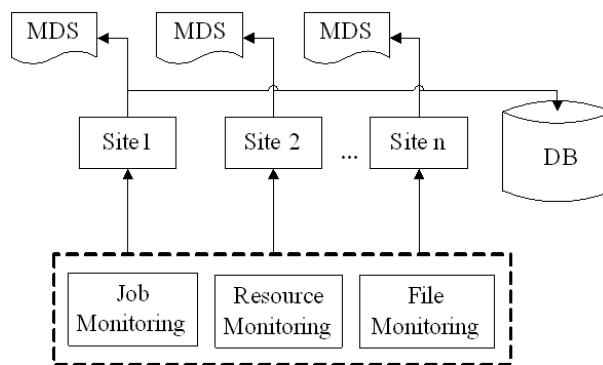 MDS
MDS
MDS
Site1
Site 2
...
Site n
DB
Job
Monitoring
Resource
Monitoring
File
Monitoring